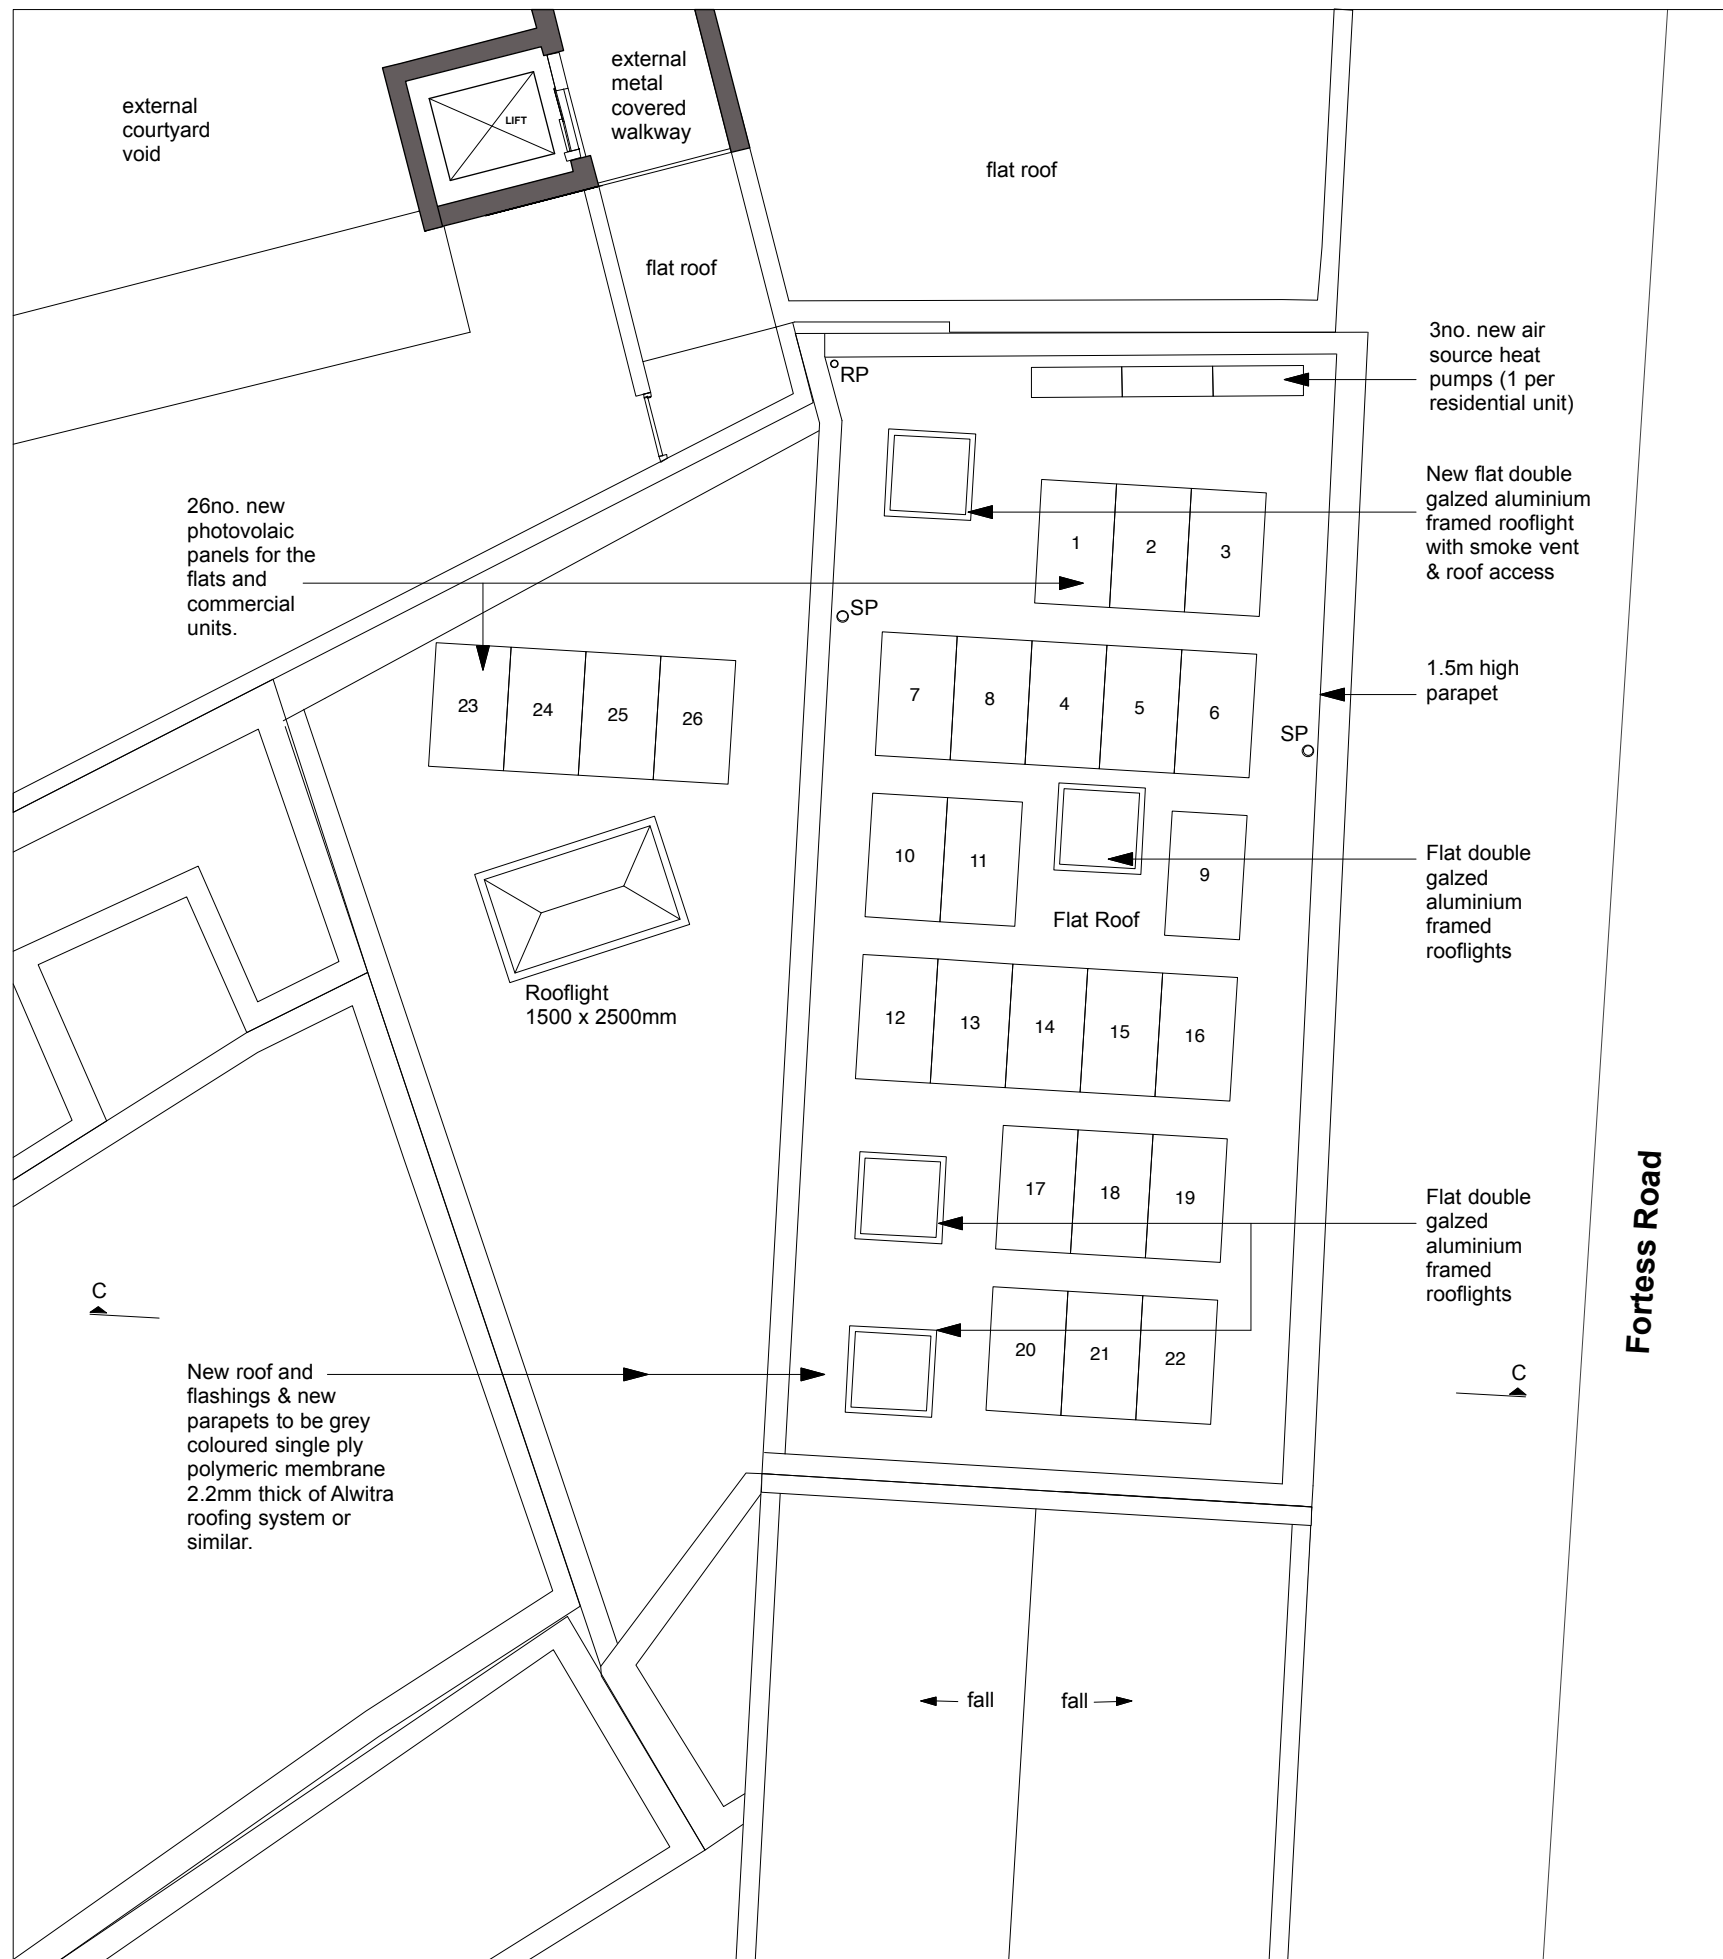 external
courtyard
void
LIFT
external
metal
covered
walkway
flat roof
flat roof
RP
3no. new air
source heat
pumps (1 per
residential unit)
New flat double
galzed aluminium
framed rooflight
with smoke vent
& roof access
26no. new
photovolaic
panels for the
flats and
commercial
units.
1
2
3
SP
1.5m high
parapet
23
24
25
26
7
8
4
5
6
SP
10
11
9
Flat Roof
Flat double
galzed
aluminium
framed
rooflights
Rooflight
1500 x 2500mm
12
13
14
15
16
17
18
19
Flat double
galzed
aluminium
framed
rooflights
Fortess Road
C
20
21
22
C
New roof and
flashings & new
parapets to be grey
coloured single ply
polymeric membrane
2.2mm thick of Alwitra
roofing system or
similar.
fall
fall